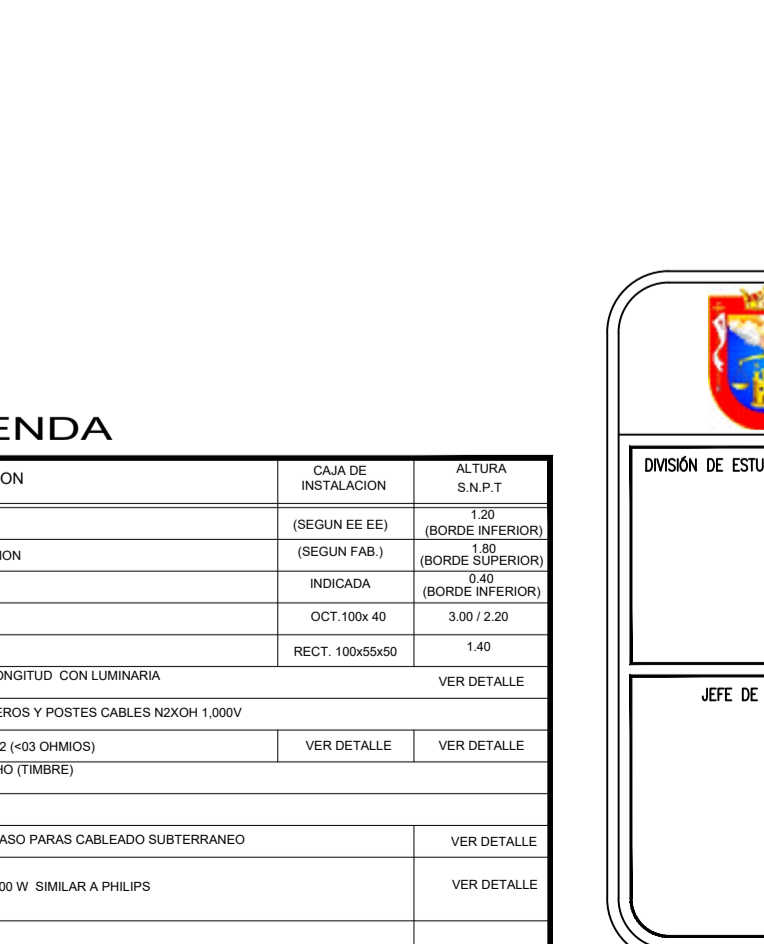 ENDA
ON
CAJA DE
INSTALACION
ALTURA
S.N.P.T
(SEGUN EE EE)
1.20
(BORDE INFERIOR)
ION
(SEGUN FAB.)
1.80
(BORDE SUPERIOR)
INDICADA
0.40
(BORDE INFERIOR)
OCT.100x 40
3.00 / 2.20
RECT. 100x55x50
1.40
ONGITUD CON LUMINARIA
VER DETALLE
EROS Y POSTES CABLES N2XOH 1,000V
2 (<03 OHMIOS)
VER DETALLE
VER DETALLE
HO (TIMBRE)
ASO PARAS CABLEADO SUBTERRANEO
VER DETALLE
00 W SIMILAR A PHILIPS
VER DETALLE
DIVISIÓN DE ESTU
JEFE DE